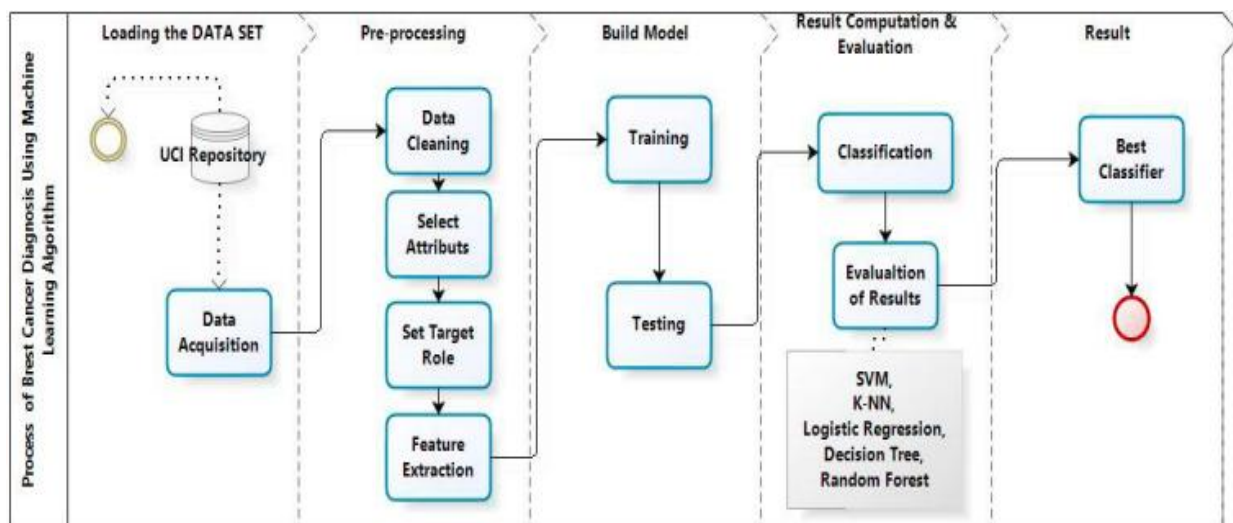 Process of Brest Cancer Diagnosis Using Machine
Learning Algorithm
Loading the DATA SET
UCI Repository
Data
Acquisition
Pre-processing
Data
Cleaning
Select
Attributs
Set Target
Role
Feature
Extraction
Build Model
Training
Testing
Result Computation &
Evaluation
Classification
Evalualtion
of Results
SVM,
K-NN,
Logistic Regression,
Decision Tree,
Random Forest
Result
Best
Classifier